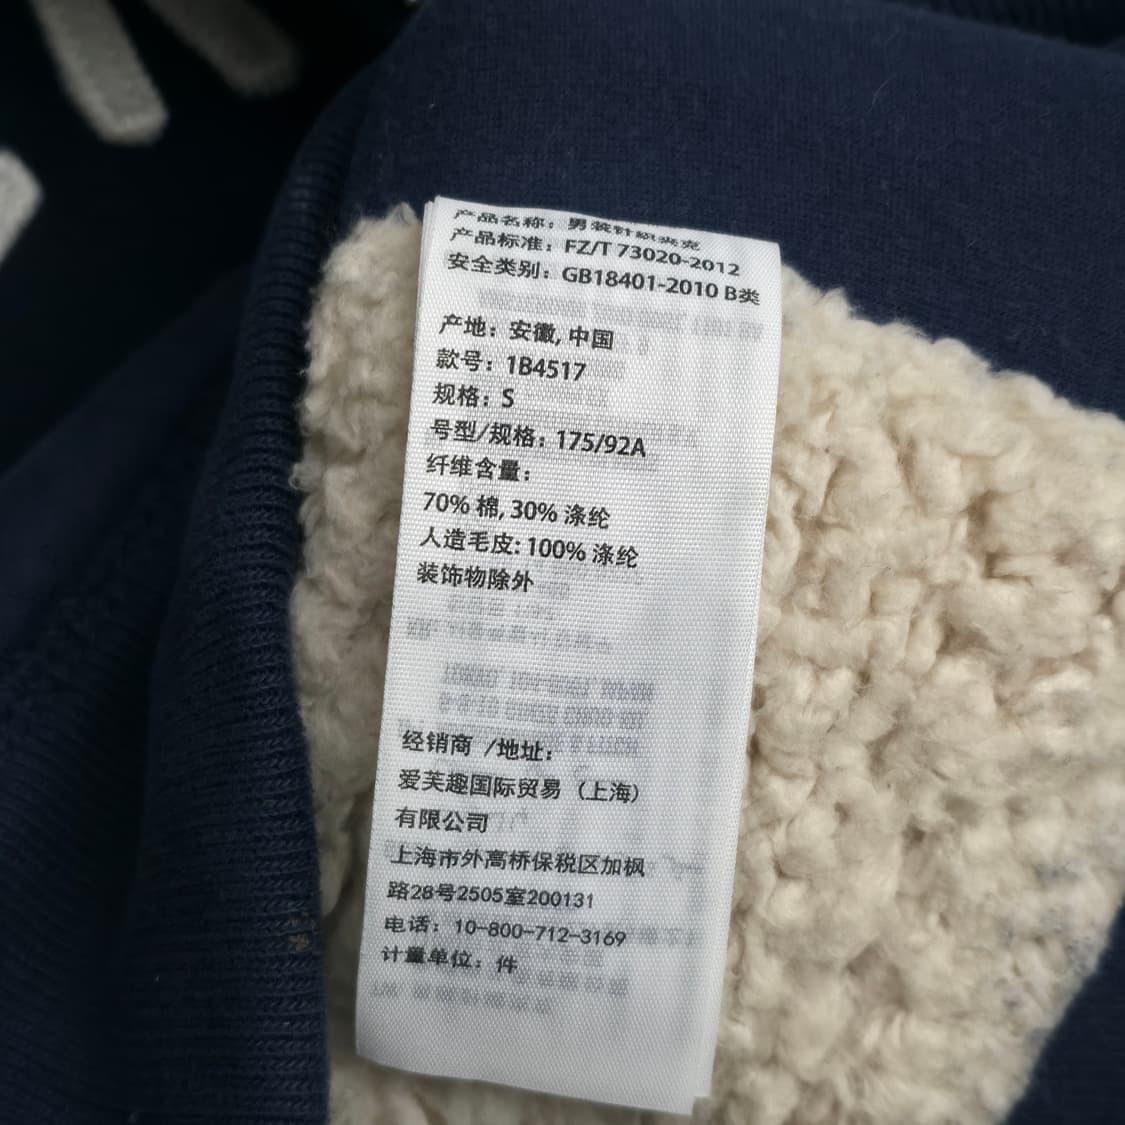 产品名称：男装针织夹克
产品标准：FZ/T 73020-2012
安全类别：GB18401-2010 B类
产地：安徽, 中国
款号：1B4517
规格：S
号型/规格：175/92A
纤维含量：
70% 棉, 30% 涤纶
人造毛皮: 100% 涤纶
装饰物除外
经销商 /地址：
爱芙趣国际贸易（上海）
有限公司
上海市外高桥保税区加枫
路28号2505室200131
电话：10-800-712-3169
计量单位：件